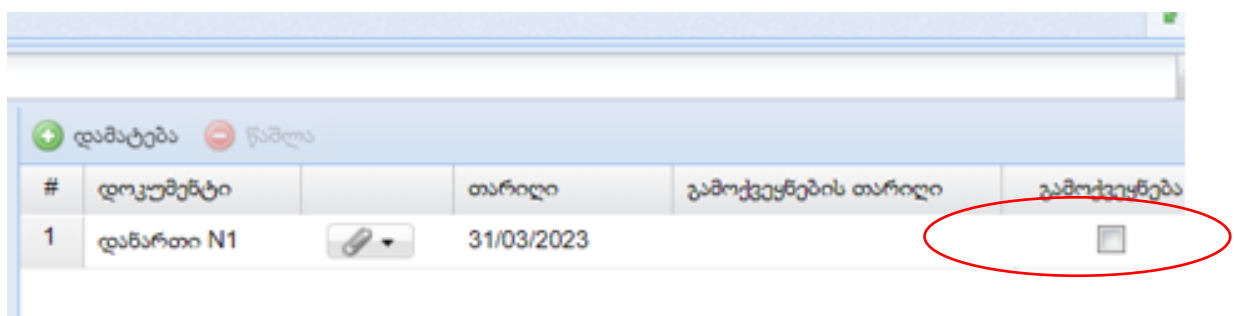 დამატება წაშლა
# დოკუმენტი თარიღი გამოქვეყნების თარიღი გამოქვეყნება
1 დანართი N1 31/03/2023